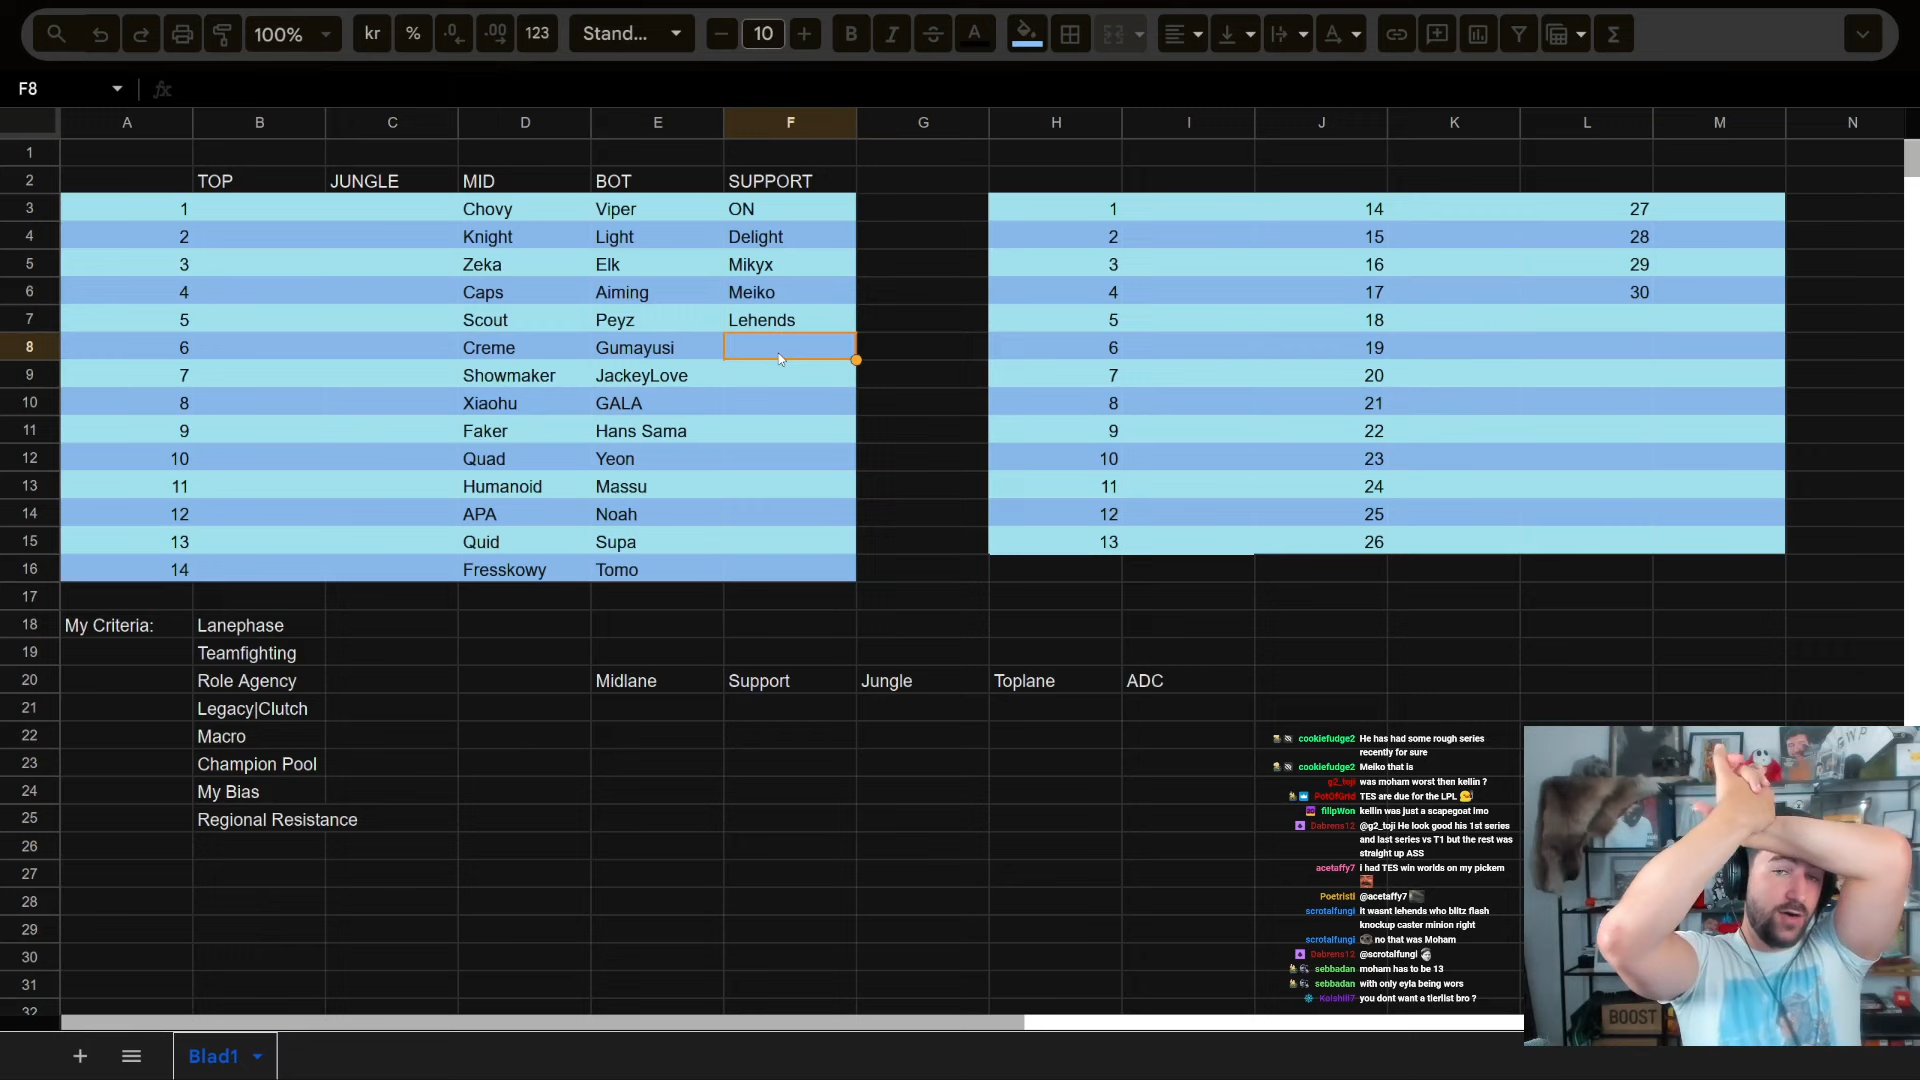 100%
kr
%
.0
.00
123
Stand...
10
B
I
A
Σ
F8
fx
A B C D E F G H I J K L M N
1
2 TOP JUNGLE MID BOT SUPPORT
3 1 Chovy Viper ON 1 14 27
4 2 Knight Light Delight 2 15 28
5 3 Zeka Elk Mikyx 3 16 29
6 4 Caps Aiming Meiko 4 17 30
7 5 Scout Peyz Lehends 5 18
8 6 Creme Gumayusi 6 19
9 7 Showmaker JackeyLove 7 20
10 8 Xiaohu GALA 8 21
11 9 Faker Hans Sama 9 22
12 10 Quad Yeon 10 23
13 11 Humanoid Massu 11 24
14 12 APA Noah 12 25
15 13 Quid Supa 13 26
16 14 Fresskowy Tomo
17
18 My Criteria: Lanephase
19 Teamfighting
20 Role Agency Midlane Support Jungle Toplane ADC
21 Legacy|Clutch
22 Macro
23 Champion Pool
24 My Bias
25 Regional Resistance
26
27
28
29
30
31
32
cookiefudge2 He has had some rough series
recently for sure
cookiefudge2 Meiko that is
g2_toji was moham worst then kellin ?
PotOfGrid TES are due for the LPL
filipWon kellin was just a scapegoat imo
Dabrens12 @g2_toji He look good his 1st series
and last series vs T1 but the rest was
straight up ASS
acetaffy7 i had TES win worlds on my pickem
Poetristi @acetaffy7
scrotalfungi it wasnt lehends who blitz flash
knockup caster minion right
scrotalfungi no that was Moham
Dabrens12 @scrotalfungi
sebbadan moham has to be 13
sebbadan with only eyla being wors
Kolshii7 you dont want a tierlist bro ?
BOOST
Blad1